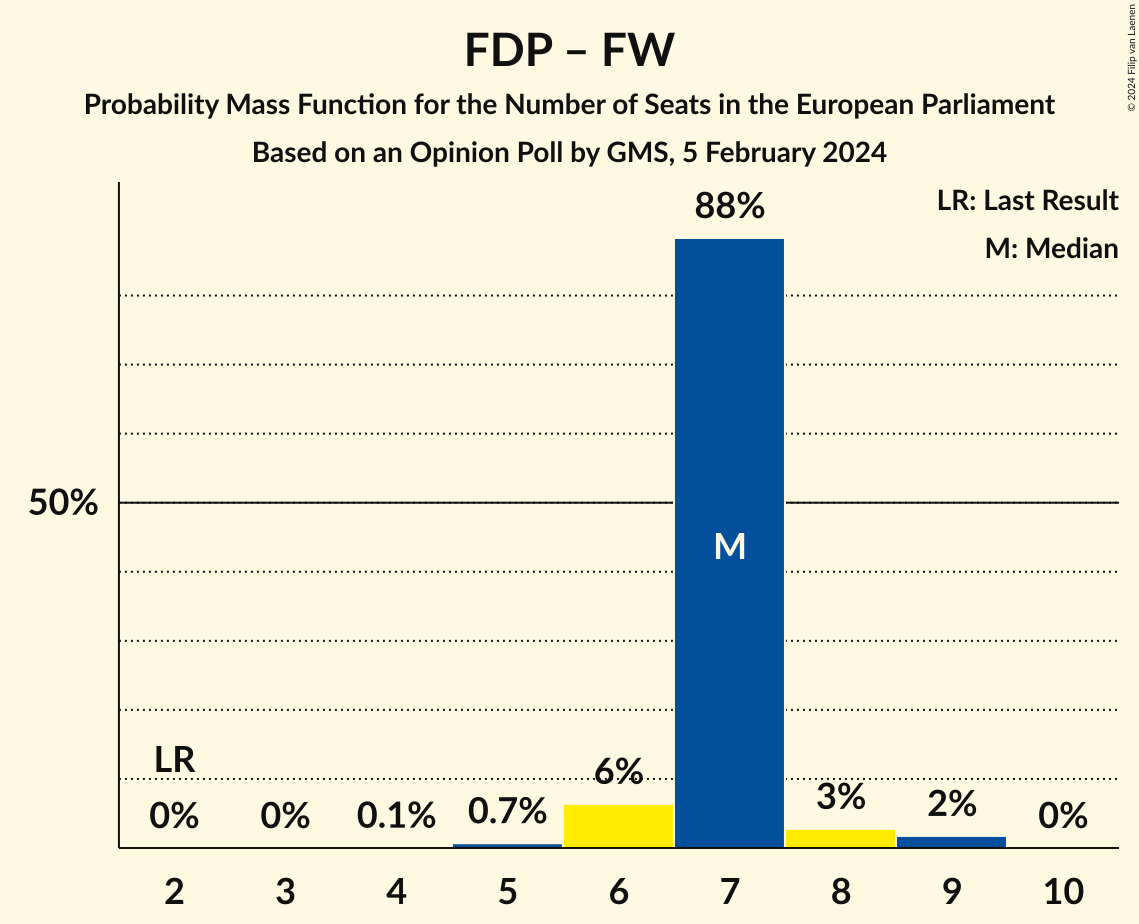 FDP – FW
Probability Mass Function for the Number of Seats in the European Parliament
Based on an Opinion Poll by GMS, 5 February 2024
© 2024 Filip van Laenen
LR: Last Result
M: Median
88%
50%
M
LR
0%
0%
0.1%
0.7%
6%
3%
2%
0%
2
3
4
5
6
7
8
9
10